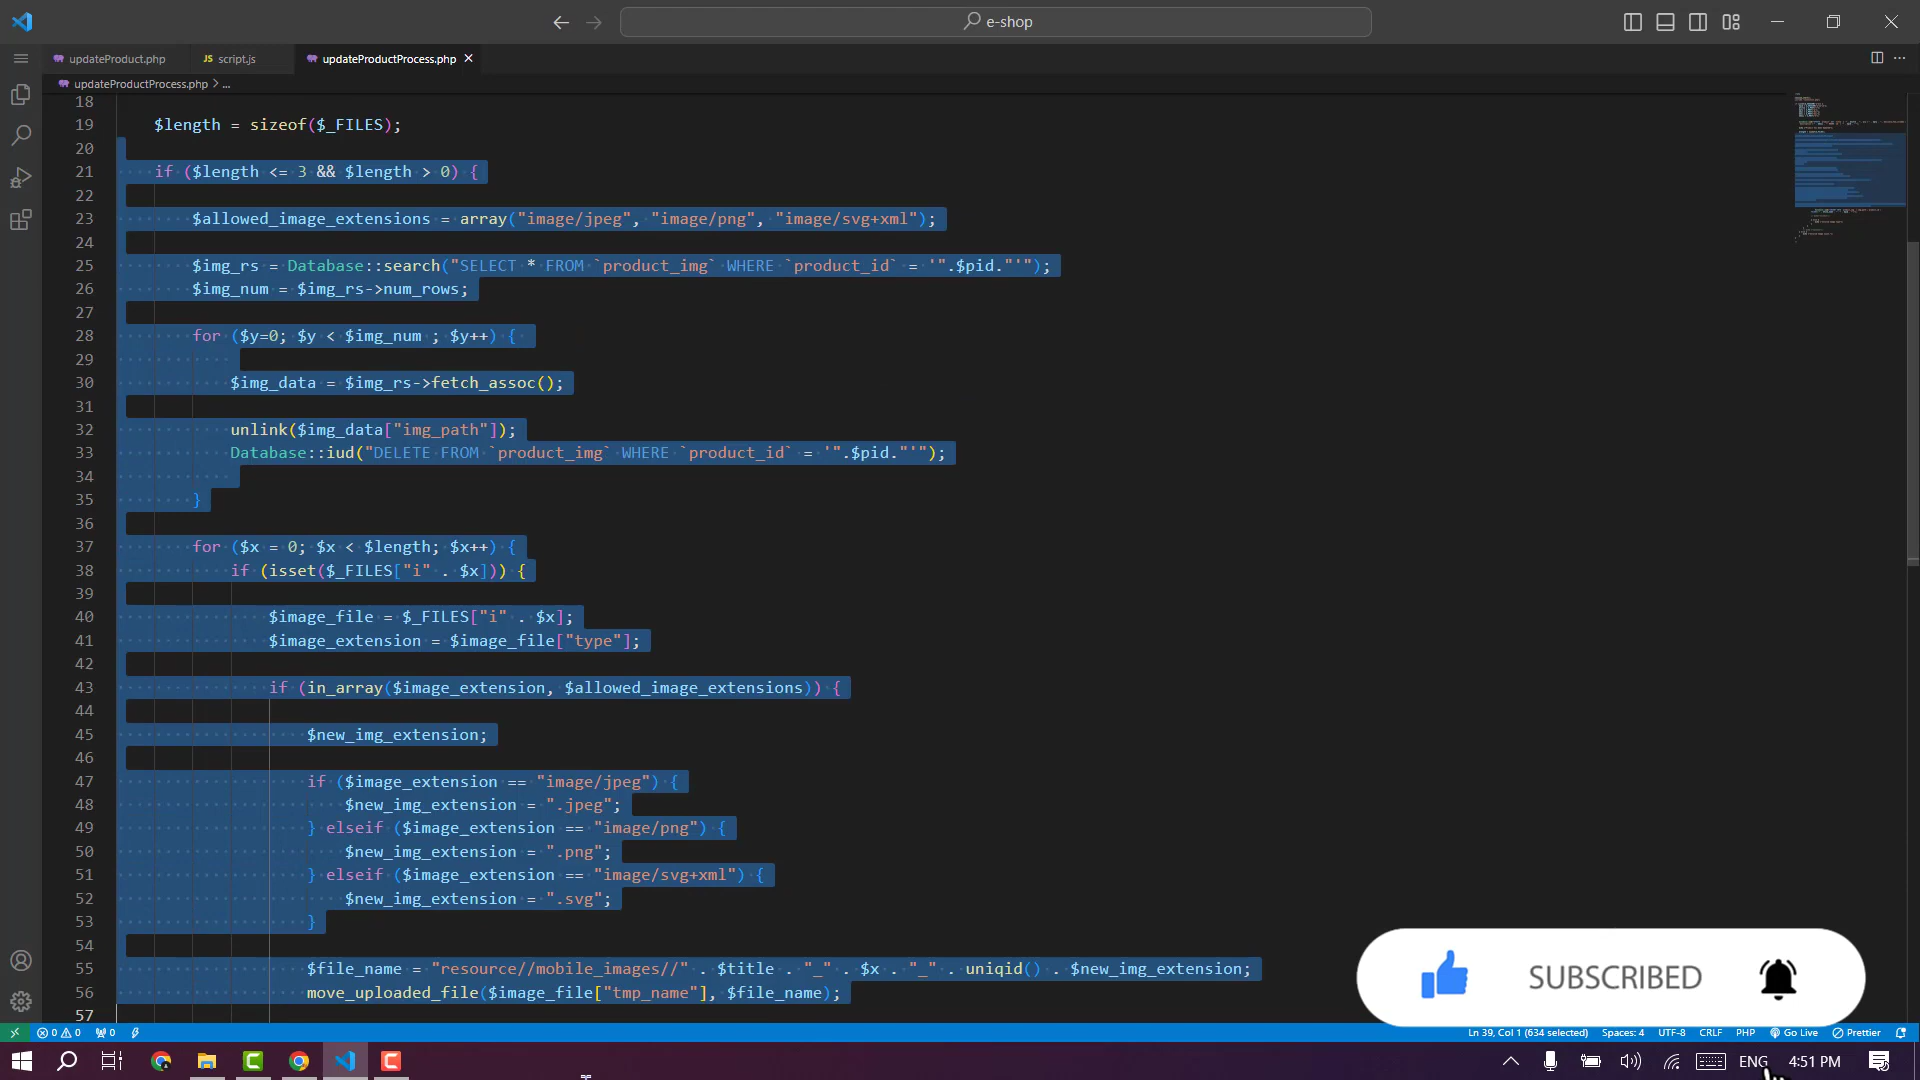 e-shop
updateProduct.php
JS script.js
updateProductProcess.php
updateProductProcess.php > ...
18
19 $length = sizeof($_FILES);
20
21 if ($length <= 3 && $length > 0) {
22
23 $allowed_image_extensions = array("image/jpeg", "image/png", "image/svg+xml");
24
25 $img_rs = Database::search("SELECT * FROM `product_img` WHERE `product_id` = '".$pid."'");
26 $img_num = $img_rs->num_rows;
27
28 for ($y=0; $y < $img_num ; $y++) {
29
30 $img_data = $img_rs->fetch_assoc();
31
32 unlink($img_data["img_path"]);
33 Database::iud("DELETE FROM `product_img` WHERE `product_id` = '".$pid."'");
34
35 }
36
37 for ($x = 0; $x < $length; $x++) {
38 if (isset($_FILES["i" . $x])) {
39
40 $image_file = $_FILES["i" . $x];
41 $image_extension = $image_file["type"];
42
43 if (in_array($image_extension, $allowed_image_extensions)) {
44
45 $new_img_extension;
46
47 if ($image_extension == "image/jpeg") {
48 $new_img_extension = ".jpeg";
49 } elseif ($image_extension == "image/png") {
50 $new_img_extension = ".png";
51 } elseif ($image_extension == "image/svg+xml") {
52 $new_img_extension = ".svg";
53 }
54
55 $file_name = "resource//mobile_images//" . $title . "_" . $x . "_" . uniqid() . $new_img_extension;
56 move_uploaded_file($image_file["tmp_name"], $file_name);
57
SUBSCRIBED
0 0 0 Ln 39, Col 1 (634 selected) Spaces: 4 UTF-8 CRLF PHP Go Live Prettier
ENG 4:51 PM